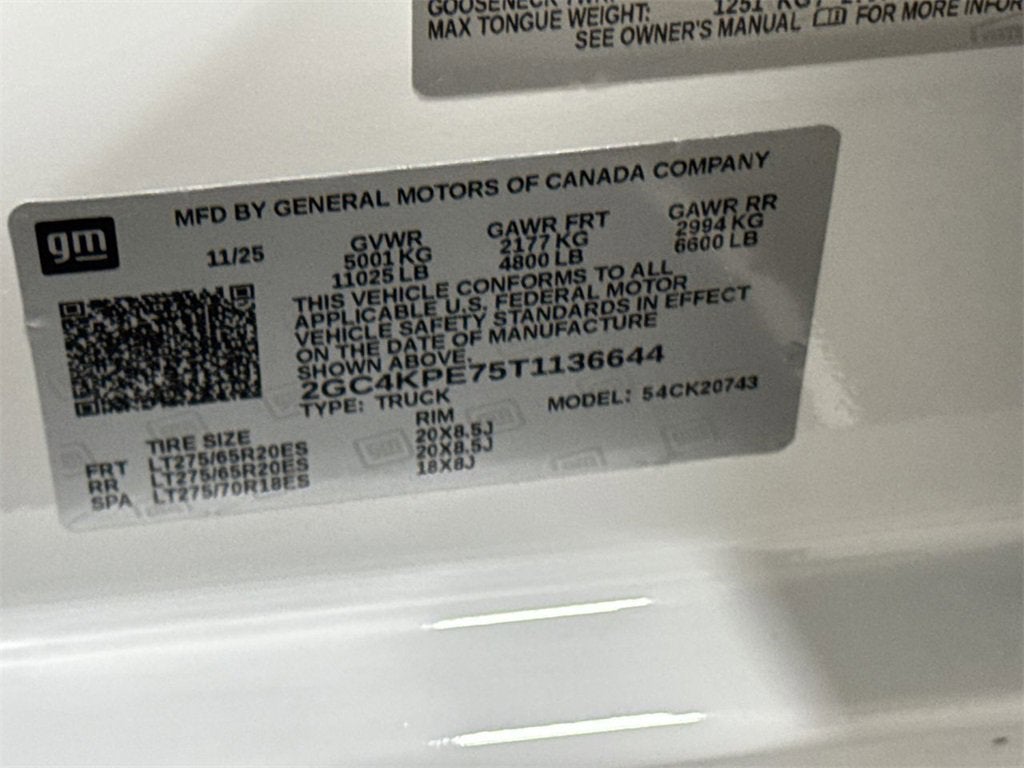 MAX TONGUE WEIGHT: 1251 KG
SEE OWNER'S MANUAL FOR MORE INFOR
gm
MFD BY GENERAL MOTORS OF CANADA COMPANY
11/25
GVWR
5001 KG
11025 LB
GAWR FRT
2177 KG
4800 LB
GAWR RR
2994 KG
6600 LB
THIS VEHICLE CONFORMS TO ALL
APPLICABLE U.S. FEDERAL MOTOR
VEHICLE SAFETY STANDARDS IN EFFECT
ON THE DATE OF MANUFACTURE
SHOWN ABOVE.
2GC4KPE75T1136644
TYPE: TRUCK MODEL: 54CK20743
TIRE SIZE RIM
FRT LT275/65R20ES 20X8.5J
RR LT275/65R20ES 20X8.5J
SPA LT275/70R18ES 18X8J